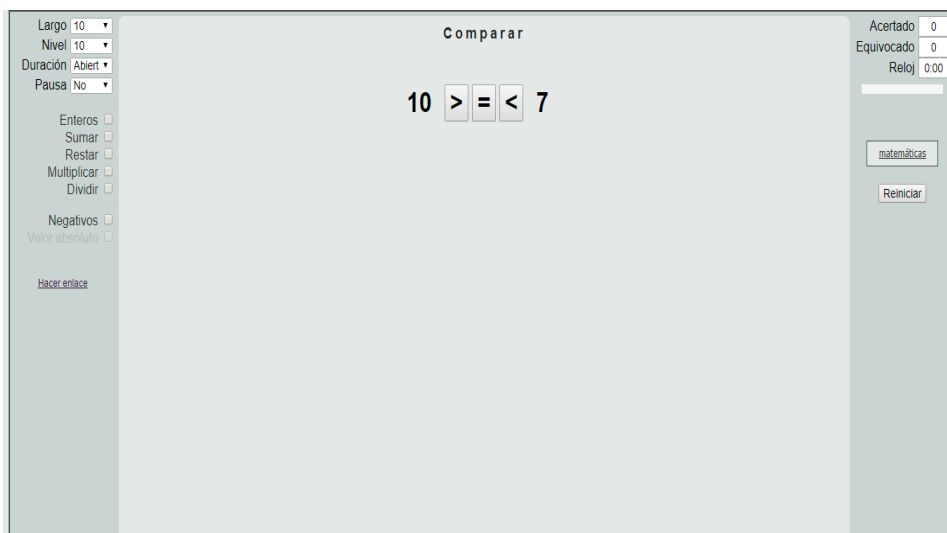 Largo 10
Nivel 10
Duración Abiert
Pausa No
Enteros
Sumar
Restar
Multiplicar
Dividir
Negativos
Valor absoluto
Hacer enlace
Comparar
10 > = < 7
Acertado 0
Equivocado 0
Reloj 0:00
matemáticas
Reiniciar